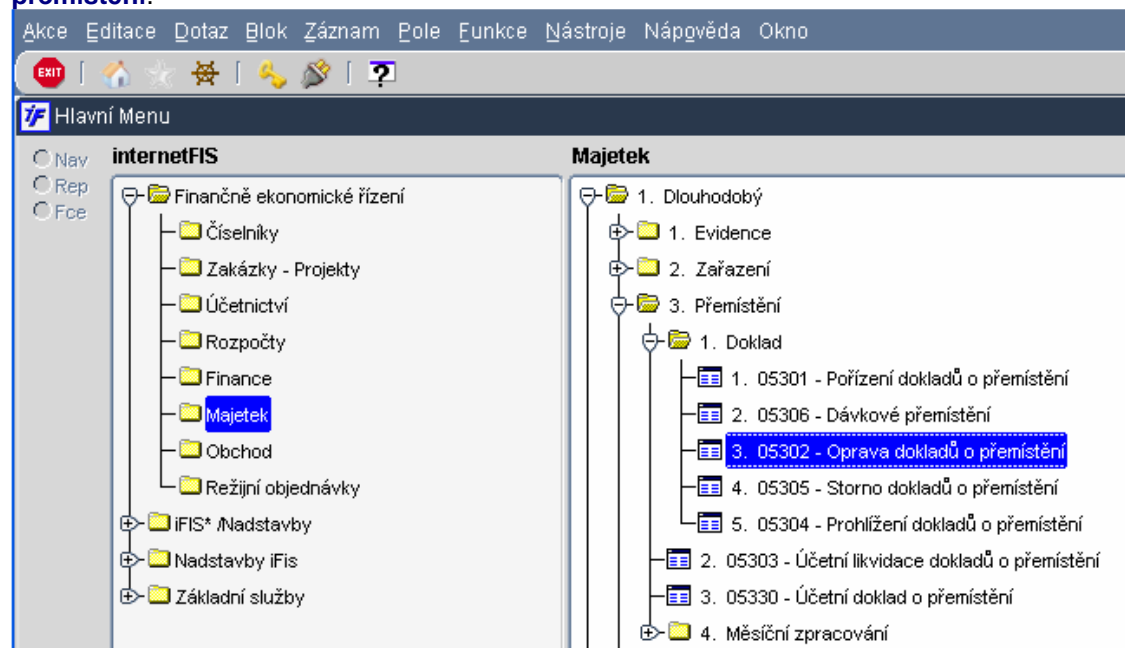 přemístění.
Akce Editace Dotaz Blok Záznam Pole Funkce Nástroje Nápověda Okno
EXIT ?
iF Hlavní Menu
Nav
Rep
Fce
internetFIS
Finančně ekonomické řízení
Číselníky
Zakázky - Projekty
Účetnictví
Rozpočty
Finance
Majetek
Obchod
Režijní objednávky
iFIS* /Nadstavby
Nadstavby iFis
Základní služby
Majetek
1. Dlouhodobý
1. Evidence
2. Zařazení
3. Přemístění
1. Doklad
1. 05301 - Pořízení dokladů o přemístění
2. 05306 - Dávkové přemístění
3. 05302 - Oprava dokladů o přemístění
4. 05305 - Storno dokladů o přemístění
5. 05304 - Prohlížení dokladů o přemístění
2. 05303 - Účetní likvidace dokladů o přemístění
3. 05330 - Účetní doklad o přemístění
4. Měsíční zpracování